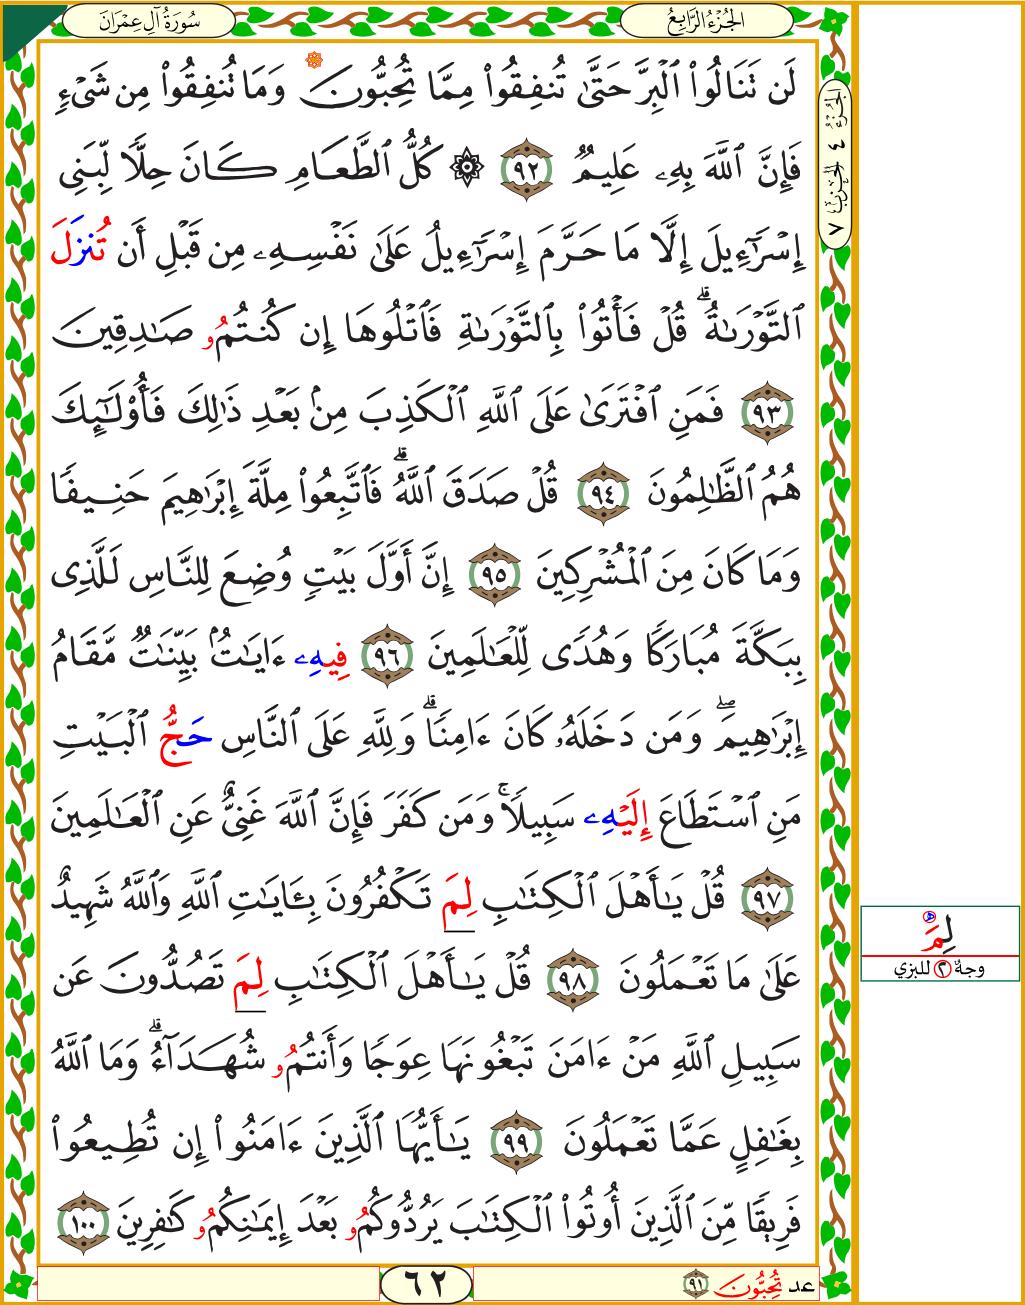 سُورَةُ آلِ عِمْرَانَ
الجُزْءُ الرَّابِعُ
لَن تَنَالُوا۟ ٱلْبِرَّ حَتَّىٰ تُنفِقُوا۟ مِمَّا تُحِبُّونَ وَمَا تُنفِقُوا۟ مِن شَىْءٍ
فَإِنَّ ٱللَّهَ بِهِۦ عَلِيمٌ ٩٢ ۞ كُلُّ ٱلطَّعَامِ كَانَ حِلًّا لِّبَنِى
إِسْرَٰٓءِيلَ إِلَّا مَا حَرَّمَ إِسْرَٰٓءِيلُ عَلَىٰ نَفْسِهِۦ مِن قَبْلِ أَن تُنزَلَ
ٱلتَّوْرَىٰةُ ۗ قُلْ فَأْتُوا۟ بِٱلتَّوْرَىٰةِ فَٱتْلُوهَا إِن كُنتُمُۥ صَٰدِقِينَ
٩٣ فَمَنِ ٱفْتَرَىٰ عَلَى ٱللَّهِ ٱلْكَذِبَ مِنۢ بَعْدِ ذَٰلِكَ فَأُو۟لَٰٓئِكَ
هُمُ ٱلظَّٰلِمُونَ ٩٤ قُلْ صَدَقَ ٱللَّهُ ۗ فَٱتَّبِعُوا۟ مِلَّةَ إِبْرَٰهِيمَ حَنِيفًا
وَمَا كَانَ مِنَ ٱلْمُشْرِكِينَ ٩٥ إِنَّ أَوَّلَ بَيْتٍ وُضِعَ لِلنَّاسِ لَلَّذِى
بِبَكَّةَ مُبَارَكًا وَهُدًى لِّلْعَٰلَمِينَ ٩٦ فِيهِۦ ءَايَٰتٌۢ بَيِّنَٰتٌ مَّقَامُ
إِبْرَٰهِيمَ ۖ وَمَن دَخَلَهُۥ كَانَ ءَامِنًا ۗ وَلِلَّهِ عَلَى ٱلنَّاسِ حَجُّ ٱلْبَيْتِ
مَنِ ٱسْتَطَاعَ إِلَيْهِۦ سَبِيلًا ۚ وَمَن كَفَرَ فَإِنَّ ٱللَّهَ غَنِىٌّ عَنِ ٱلْعَٰلَمِينَ
٩٧ قُلْ يَٰأَهْلَ ٱلْكِتَٰبِ لِمَ تَكْفُرُونَ بِـَٔايَٰتِ ٱللَّهِ وَٱللَّهُ شَهِيدٌ
عَلَىٰ مَا تَعْمَلُونَ ٩٨ قُلْ يَٰأَهْلَ ٱلْكِتَٰبِ لِمَ تَصُدُّونَ عَن
سَبِيلِ ٱللَّهِ مَنْ ءَامَنَ تَبْغُونَهَا عِوَجًا وَأَنتُمُۥ شُهَدَآءُ ۗ وَمَا ٱللَّهُ
بِغَٰفِلٍ عَمَّا تَعْمَلُونَ ٩٩ يَٰأَيُّهَا ٱلَّذِينَ ءَامَنُوا۟ إِن تُطِيعُوا۟
فَرِيقًا مِّنَ ٱلَّذِينَ أُوتُوا۟ ٱلْكِتَٰبَ يَرُدُّوكُمُۥ بَعْدَ إِيمَٰنِكُمُۥ كَٰفِرِينَ ١٠٠
الجزء ٤ الحزب ٧
لِمَهْ
وجهٌ ٢ للبزي
عد تُحِبُّونَ ٩١
٦٢